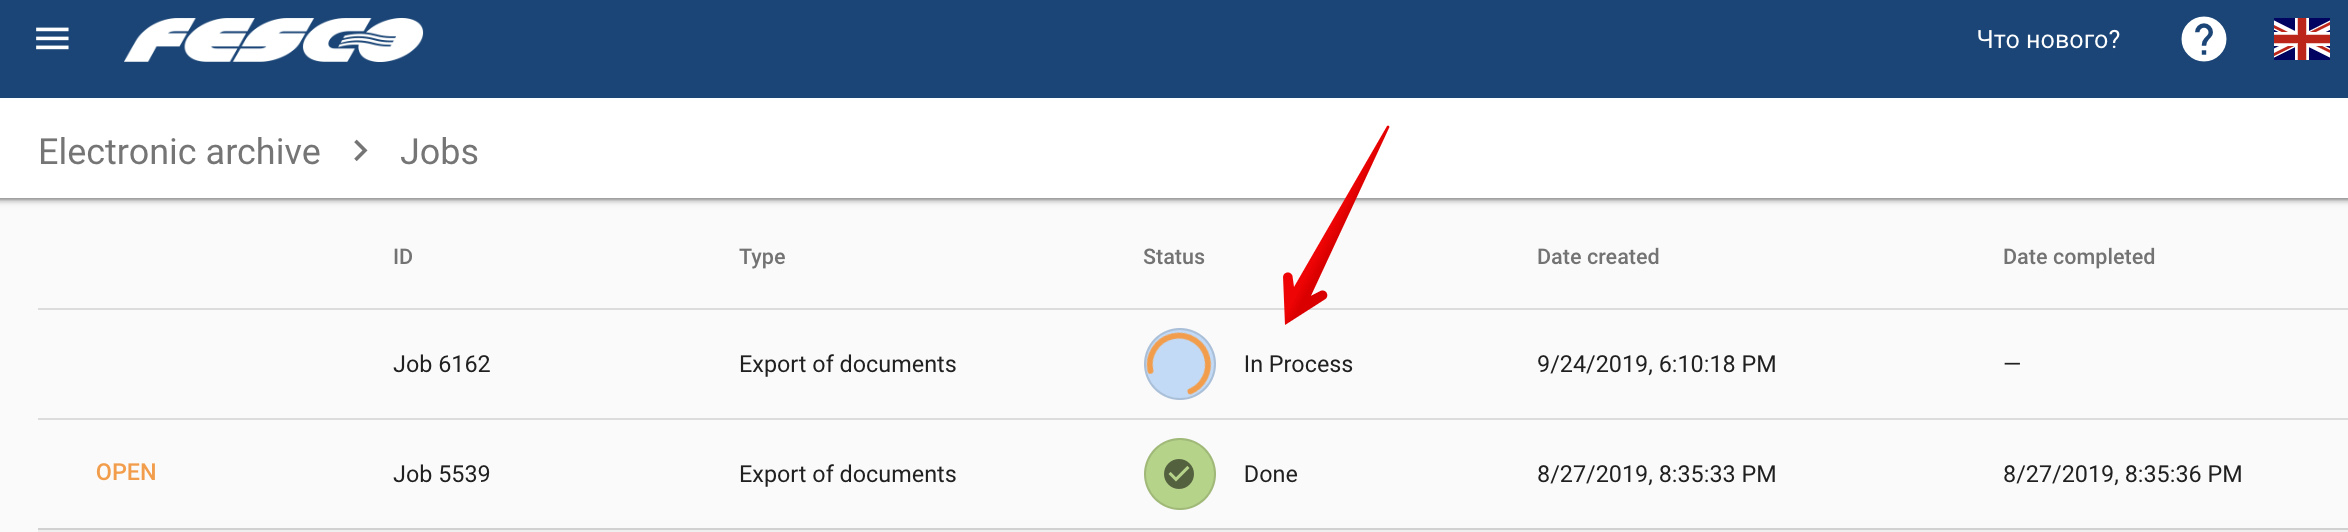 FESCO
Что нового?
Electronic archive > Jobs
ID Type Status Date created Date completed
Job 6162 Export of documents In Process 9/24/2019, 6:10:18 PM —
OPEN Job 5539 Export of documents Done 8/27/2019, 8:35:33 PM 8/27/2019, 8:35:36 PM